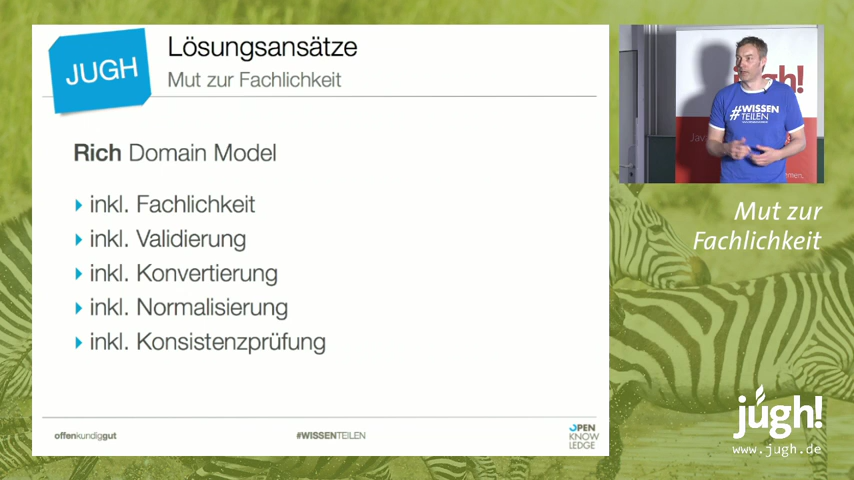 JUGH
Lösungsansätze
Mut zur Fachlichkeit
Rich Domain Model
inkl. Fachlichkeit
inkl. Validierung
inkl. Konvertierung
inkl. Normalisierung
inkl. Konsistenzprüfung
offenkundiggut
#WISSENTEILEN
OPEN
KNOW
LEDGE
jugh!
#WISSEN
TEILEN
Mut zur
Fachlichkeit
jugh!
www.jugh.de